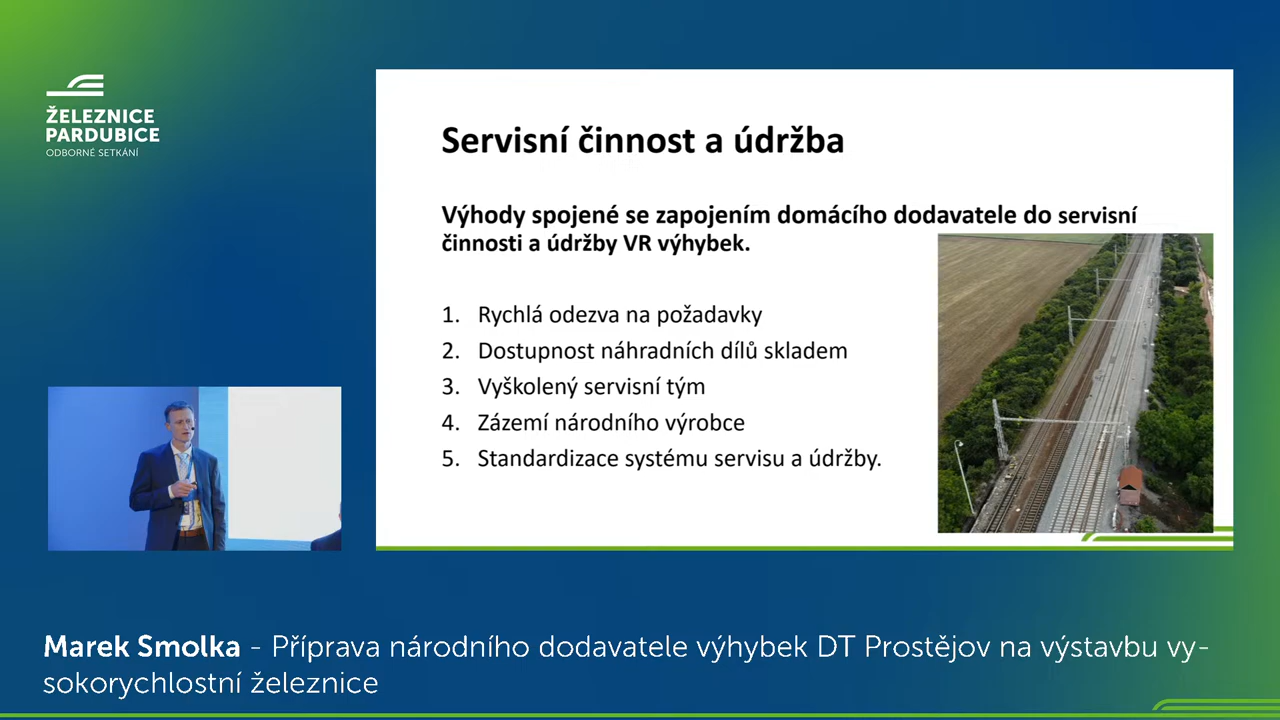 ŽELEZNICE
PARDUBICE
ODBORNÉ SETKÁNÍ
Servisní činnost a údržba
Výhody spojené se zapojením domácího dodavatele do servisní
činnosti a údržby VR výhybek.
1. Rychlá odezva na požadavky
2. Dostupnost náhradních dílů skladem
3. Vyškolený servisní tým
4. Zázemí národního výrobce
5. Standardizace systému servisu a údržby.
Marek Smolka - Příprava národního dodavatele výhybek DT Prostějov na výstavbu vy-
sokorychlostní železnice